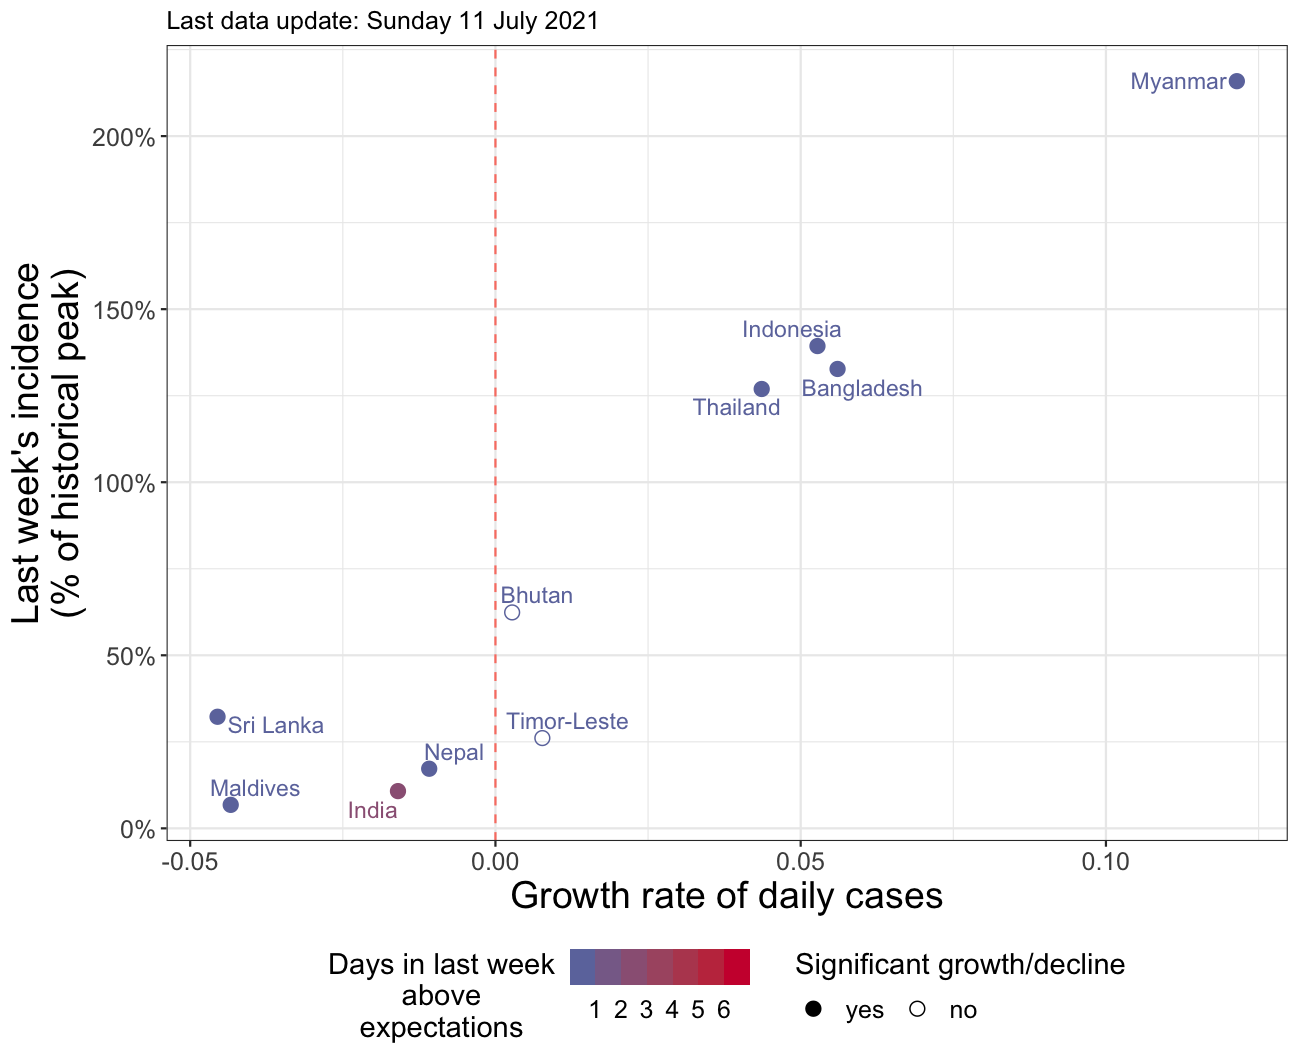 Last data update: Sunday 11 July 2021
Myanmar
200%
150%
Indonesia
Bangladesh
Thailand
Last week's incidence
(% of historical peak)
100%
Bhutan
50%
Sri Lanka
Timor-Leste
Nepal
Maldives
India
0%
-0.05 0.00 0.05 0.10
Growth rate of daily cases
Days in last week
above
expectations
1 2 3 4 5 6
Significant growth/decline
yes no